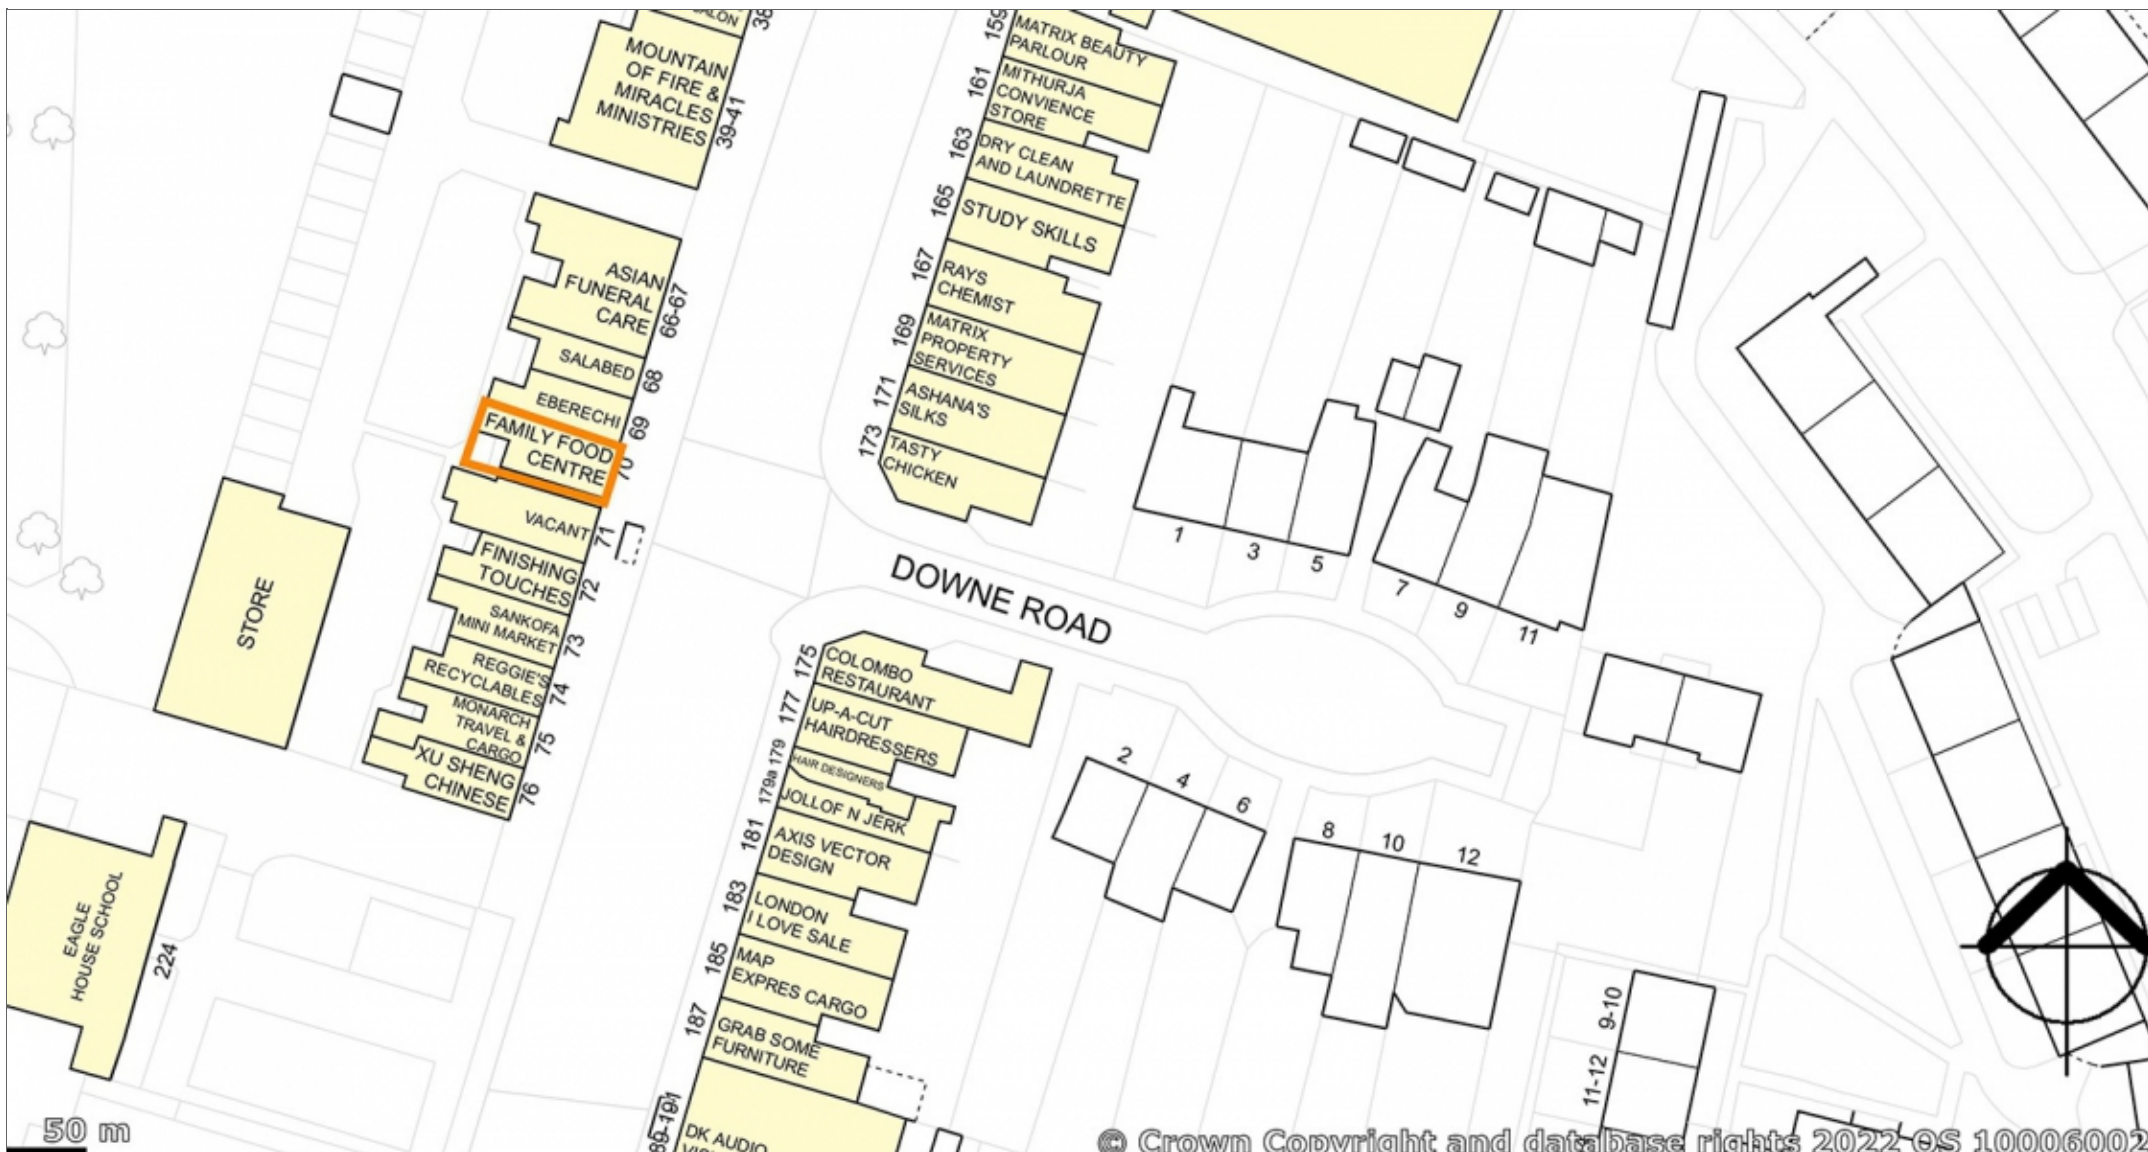 ALON
38
MOUNTAIN
OF FIRE &
MIRACLES
MINISTRIES
39-41
ASIAN
FUNERAL
CARE
66-67
SALABED
68
EBERECHI
69
FAMILY FOOD
CENTRE
70
VACANT
71
FINISHING
TOUCHES
72
SANKOFA
MINI MARKET
73
REGGIE'S
RECYCLABLES
74
MONARCH
TRAVEL &
CARGO
75
XU SHENG
CHINESE
76
STORE
EAGLE
HOUSE SCHOOL
224
159
MATRIX BEAUTY
PARLOUR
161
MITHURJA
CONVIENCE
STORE
163
DRY CLEAN
AND LAUNDRETTE
165
STUDY SKILLS
167
RAYS
CHEMIST
169
MATRIX
PROPERTY
SERVICES
171
ASHANA'S
SILKS
173
TASTY
CHICKEN
DOWNE ROAD
175
COLOMBO
RESTAURANT
177
UP-A-CUT
HAIRDRESSERS
179
HAIR DESIGNERS
179a
JOLLOF N JERK
181
AXIS VECTOR
DESIGN
183
LONDON
I LOVE SALE
185
MAP
EXPRES CARGO
187
GRAB SOME
FURNITURE
89-191
DK AUDIO
1
3
5
7
9
11
2
4
6
8
10
12
9-10
11-12
50 m
© Crown Copyright and database rights 2022 OS 100060020